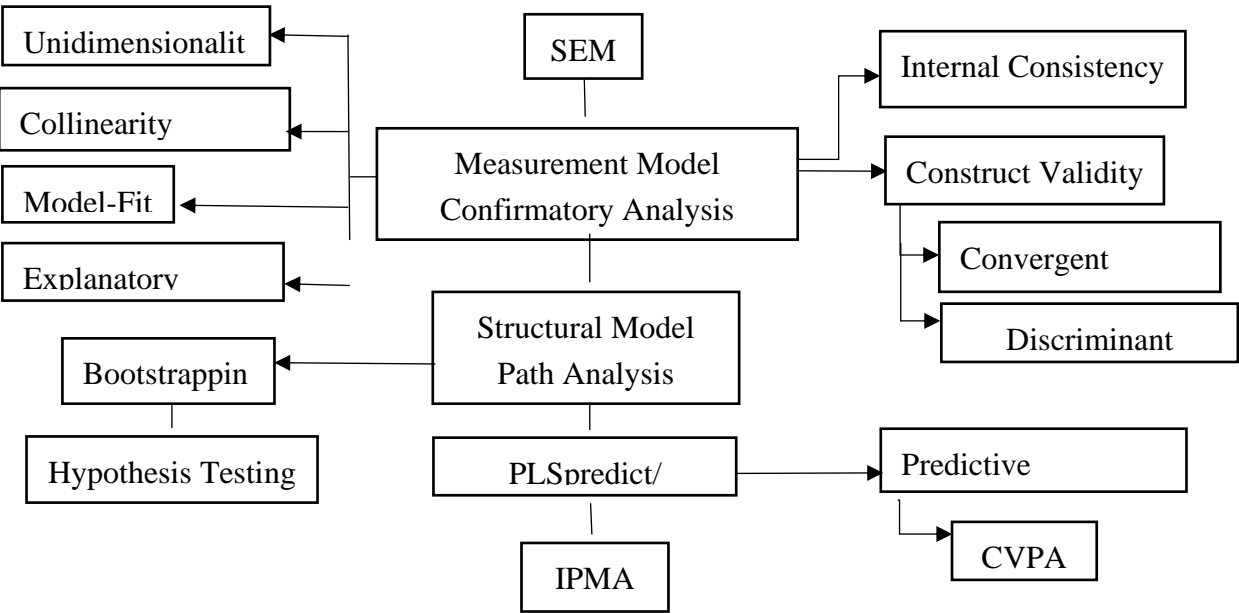 Unidimensionalit
SEM
Internal Consistency
Collinearity
Measurement Model
Confirmatory Analysis
Construct Validity
Model-Fit
Convergent
Explanatory
Structural Model
Path Analysis
Discriminant
Bootstrappin
Hypothesis Testing
PLSpredict/
Predictive
IPMA
CVPA